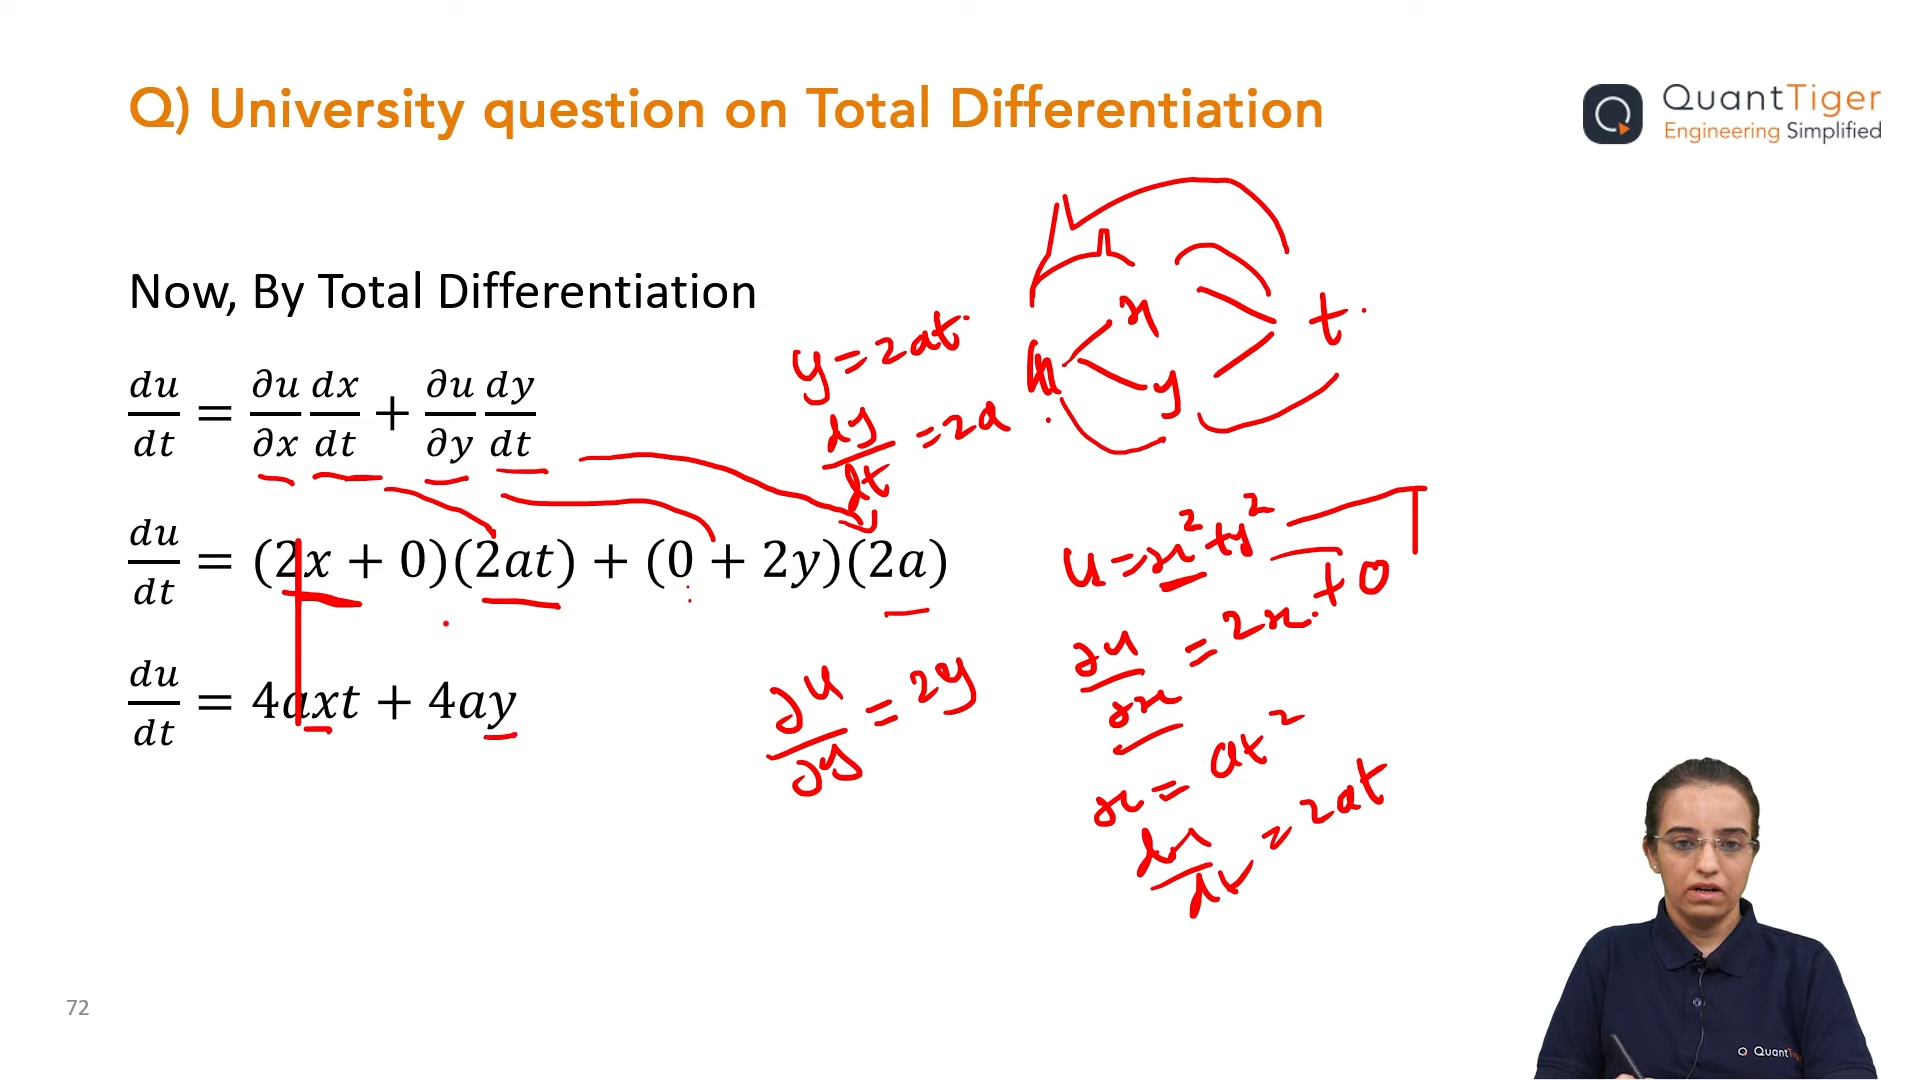 Q) University question on Total Differentiation
QuantTiger
Engineering Simplified
Now, By Total Differentiation
du/dt = ∂u/∂x dx/dt + ∂u/∂y dy/dt
du/dt = (2x + 0)(2at) + (0 + 2y)(2a)
du/dt = 4axt + 4ay
y = 2at
dy/dt = 2a
u
x
y
t
u = x² + y²
∂u/∂x = 2x + 0
∂u/∂y = 2y
x = at²
dx/dt = 2at
72